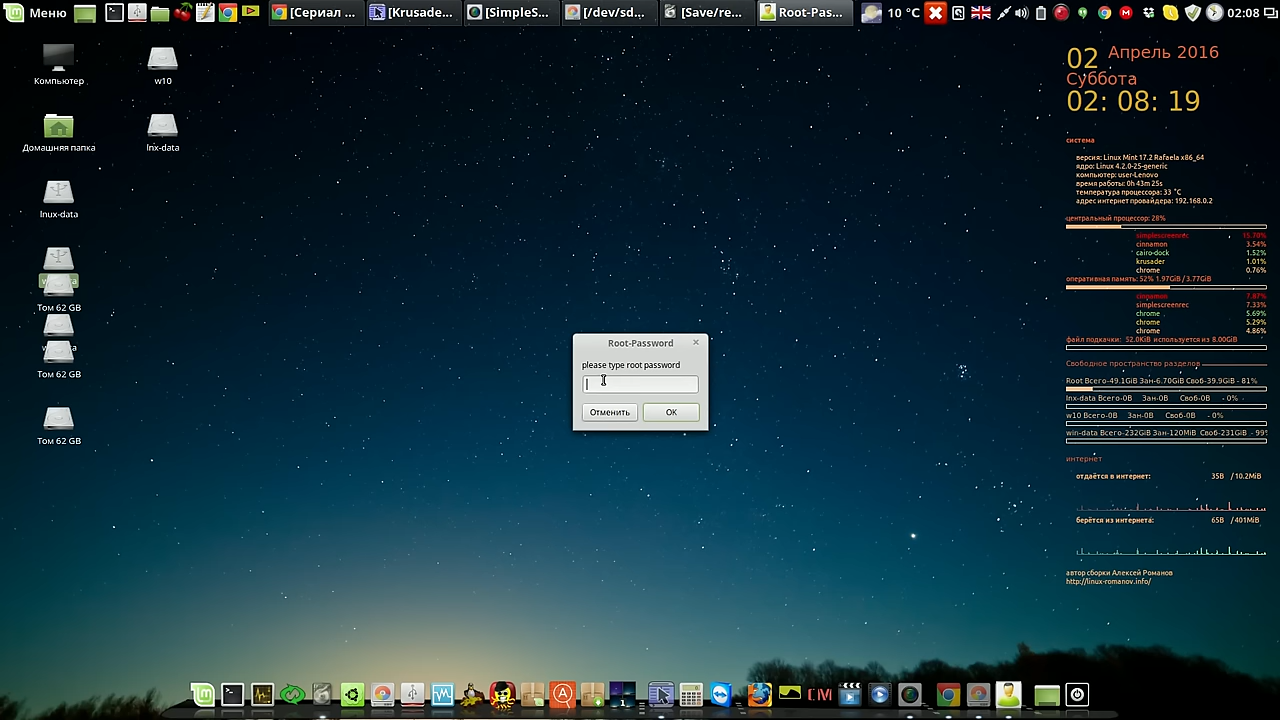 Меню
[Сериал ...
[Krusade...
[SimpleS...
[/dev/sd...
[Save...
Root-Pa
10 °C
02:08
Компьютер
w10
Домашняя папка
lnx-data
lnux-data
Том 62 GB
Том 62 GB
Том 62 GB
Root-Password
please type root password
Отменить
OK
02 Апрель 2016
Суббота
02: 08: 19
система
версия: Linux Mint 17.2 Rafaela x86_64
ядро: Linux 4.2.0-25-generic
компьютер: user-Lenovo
время работы: 0h 43m 25s
температура процессора: 33 °C
адрес интернет провайдера: 192.168.0.2
центральный процессор: 28%
simplescreenrec 15.70%
cinnamon 3.54%
cairo-dock 1.52%
krusader 1.01%
chrome 0.76%
оперативная память: 52% 1.97GiB / 3.77GiB
cinnamon 7.87%
simplescreenrec 7.33%
chrome 5.69%
chrome 5.29%
chrome 4.86%
файл подкачки: 52.0KiB используется из 8.00GiB
Свободное пространство разделов
Root Всего-49.1GiB Зан-6.70GiB Своб-39.9GiB - 81%
lnx-data Всего-0B Зан-0B Своб-0B - 0%
w10 Всего-0B Зан-0B Своб-0B - 0%
win-data Всего-232GiB Зан-120MiB Своб-231GiB - 99%
интернет
отдаётся в интернет: 35B / 10.2MiB
берётся из интернета: 65B / 401MiB
автор сборки Алексей Романов
http://linux-romanov.info/